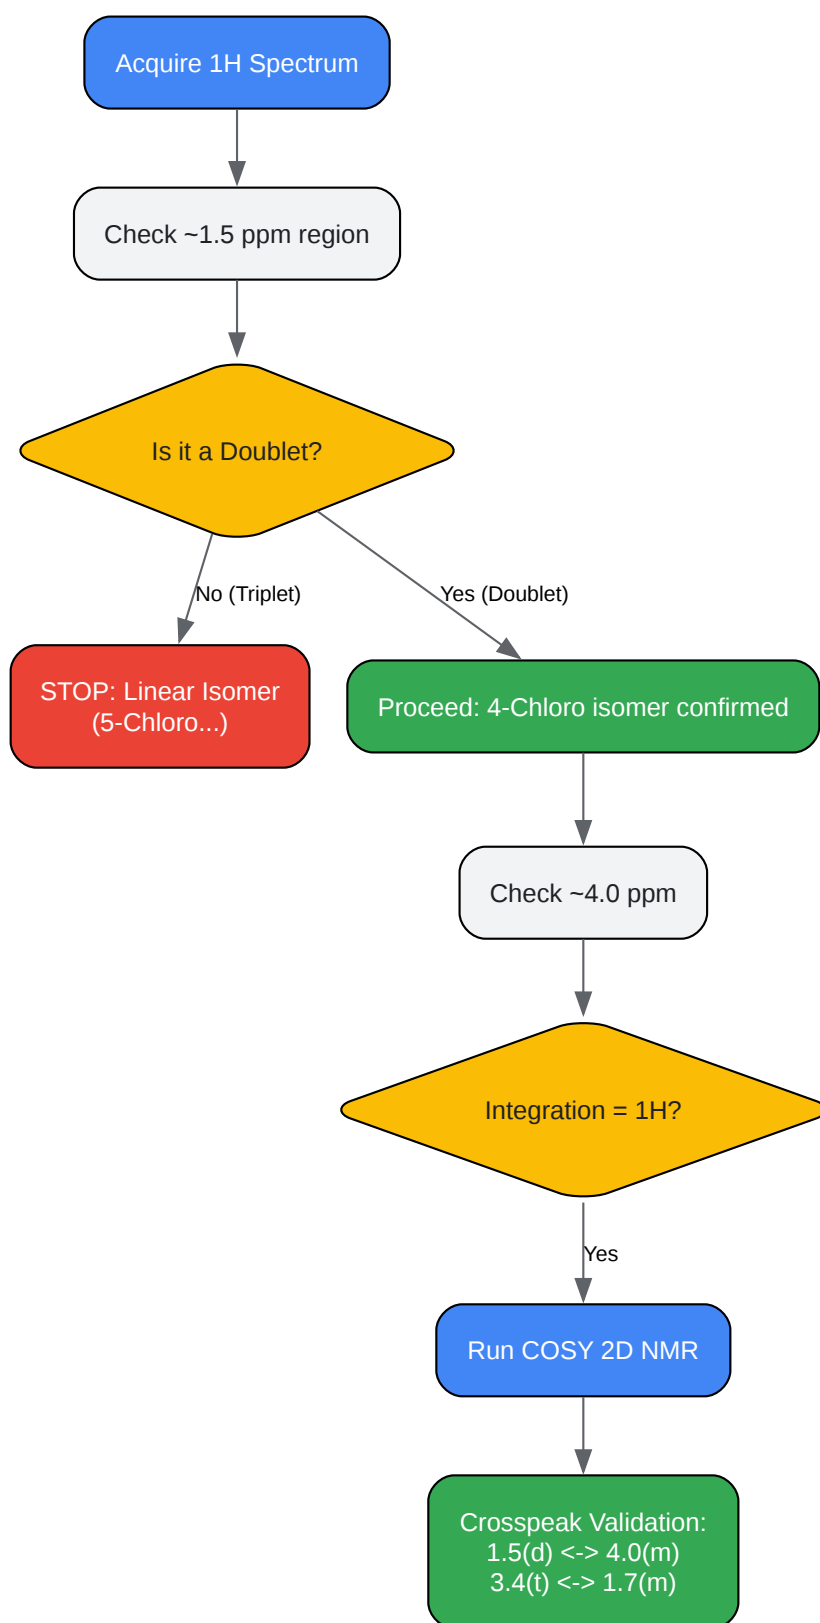 Acquire 1H Spectrum
Check ~1.5 ppm region
Is it a Doublet?
No (Triplet)
Yes (Doublet)
STOP: Linear Isomer
(5-Chloro...)
Proceed: 4-Chloro isomer confirmed
Check ~4.0 ppm
Integration = 1H?
Yes
Run COSY 2D NMR
Crosspeak Validation:
1.5(d) <-> 4.0(m)
3.4(t) <-> 1.7(m)